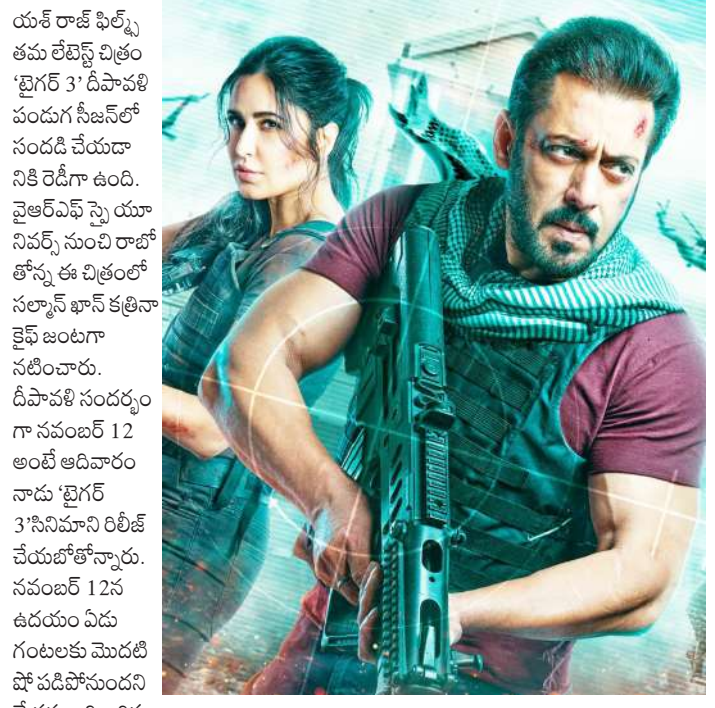 యశ్ రాజ్ ఫిల్మ్స్
తమ లేటెస్ట్ చిత్రం
‘టైగర్ 3’ దీపావళి
పండుగ సీజన్‌లో
సందడి చేయడా
నికి రెడీగా ఉంది.
వైఆర్ఎఫ్ స్పై యూ
నివర్స్ నుంచి రాబో
తోన్న ఈ చిత్రంలో
సల్మాన్ ఖాన్ కత్రినా
కైఫ్ జంటగా
నటించారు.
దీపావళి సందర్భం
గా నవంబర్ 12
అంటే ఆదివారం
నాడు ‘టైగర్
3’సినిమాని రిలీజ్
చేయబోతోన్నారు.
నవంబర్ 12న
ఉదయం ఏడు
గంటలకు మొదటి
షో పడిపోనుందని